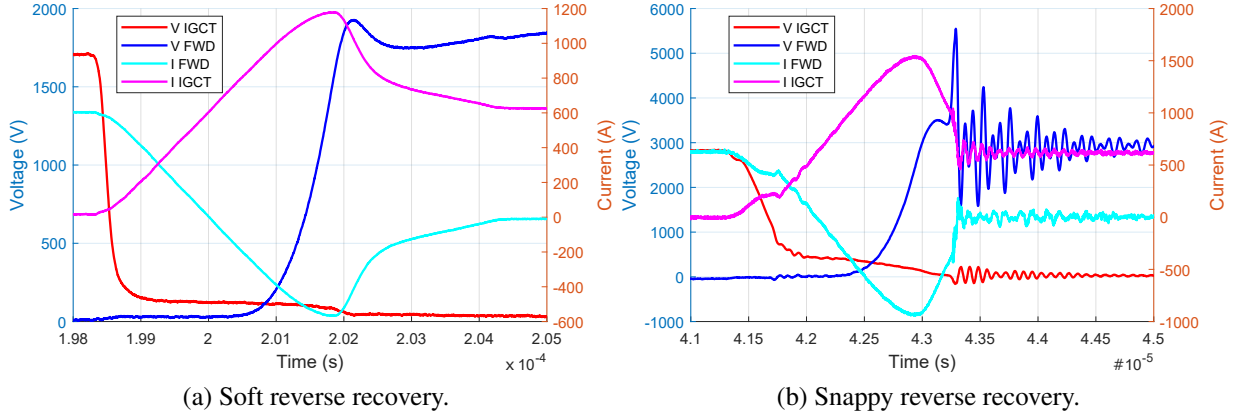 2000
1500
1000
500
0
Voltage (V)
V IGCT
V FWD
I FWD
I IGCT
1200
1000
800
600
400
200
0
-200
-400
-600
Current (A)
1.98 1.99 2 2.01 2.02 2.03 2.04 2.05
Time (s)
x 10-4
(a) Soft reverse recovery.
6000
5000
4000
3000
2000
1000
0
-1000
Voltage (V)
V IGCT
V FWD
I FWD
I IGCT
2000
1500
1000
500
0
-500
-1000
Current (A)
4.1 4.15 4.2 4.25 4.3 4.35 4.4 4.45 4.5
Time (s)
#10-5
(b) Snappy reverse recovery.